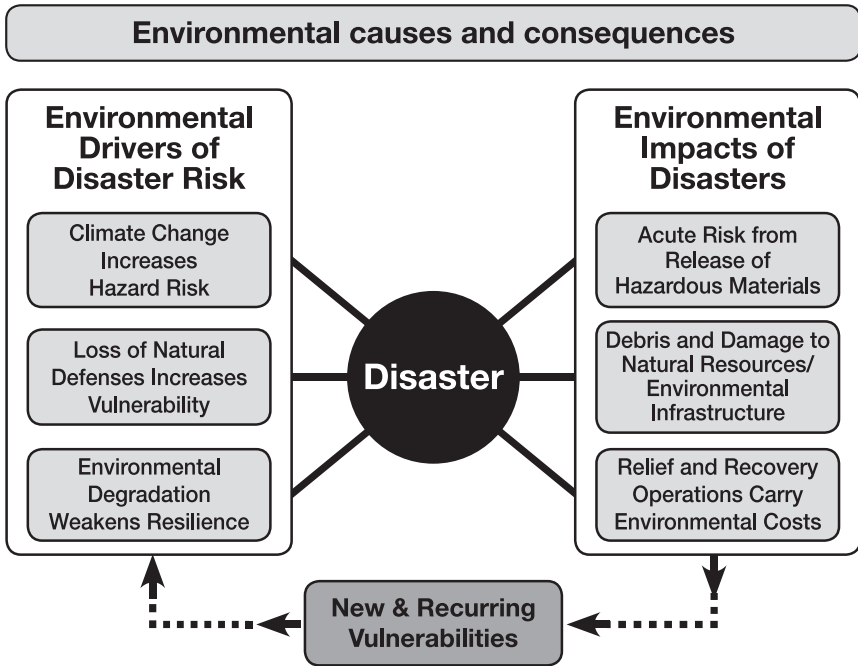 Environmental causes and consequences
Environmental
Drivers of
Disaster Risk
Climate Change
Increases
Hazard Risk
Loss of Natural
Defenses Increases
Vulnerability
Environmental
Degradation
Weakens Resilience
Disaster
Environmental
Impacts of
Disasters
Acute Risk from
Release of
Hazardous Materials
Debris and Damage to
Natural Resources/
Environmental
Infrastructure
Relief and Recovery
Operations Carry
Environmental Costs
New & Recurring
Vulnerabilities